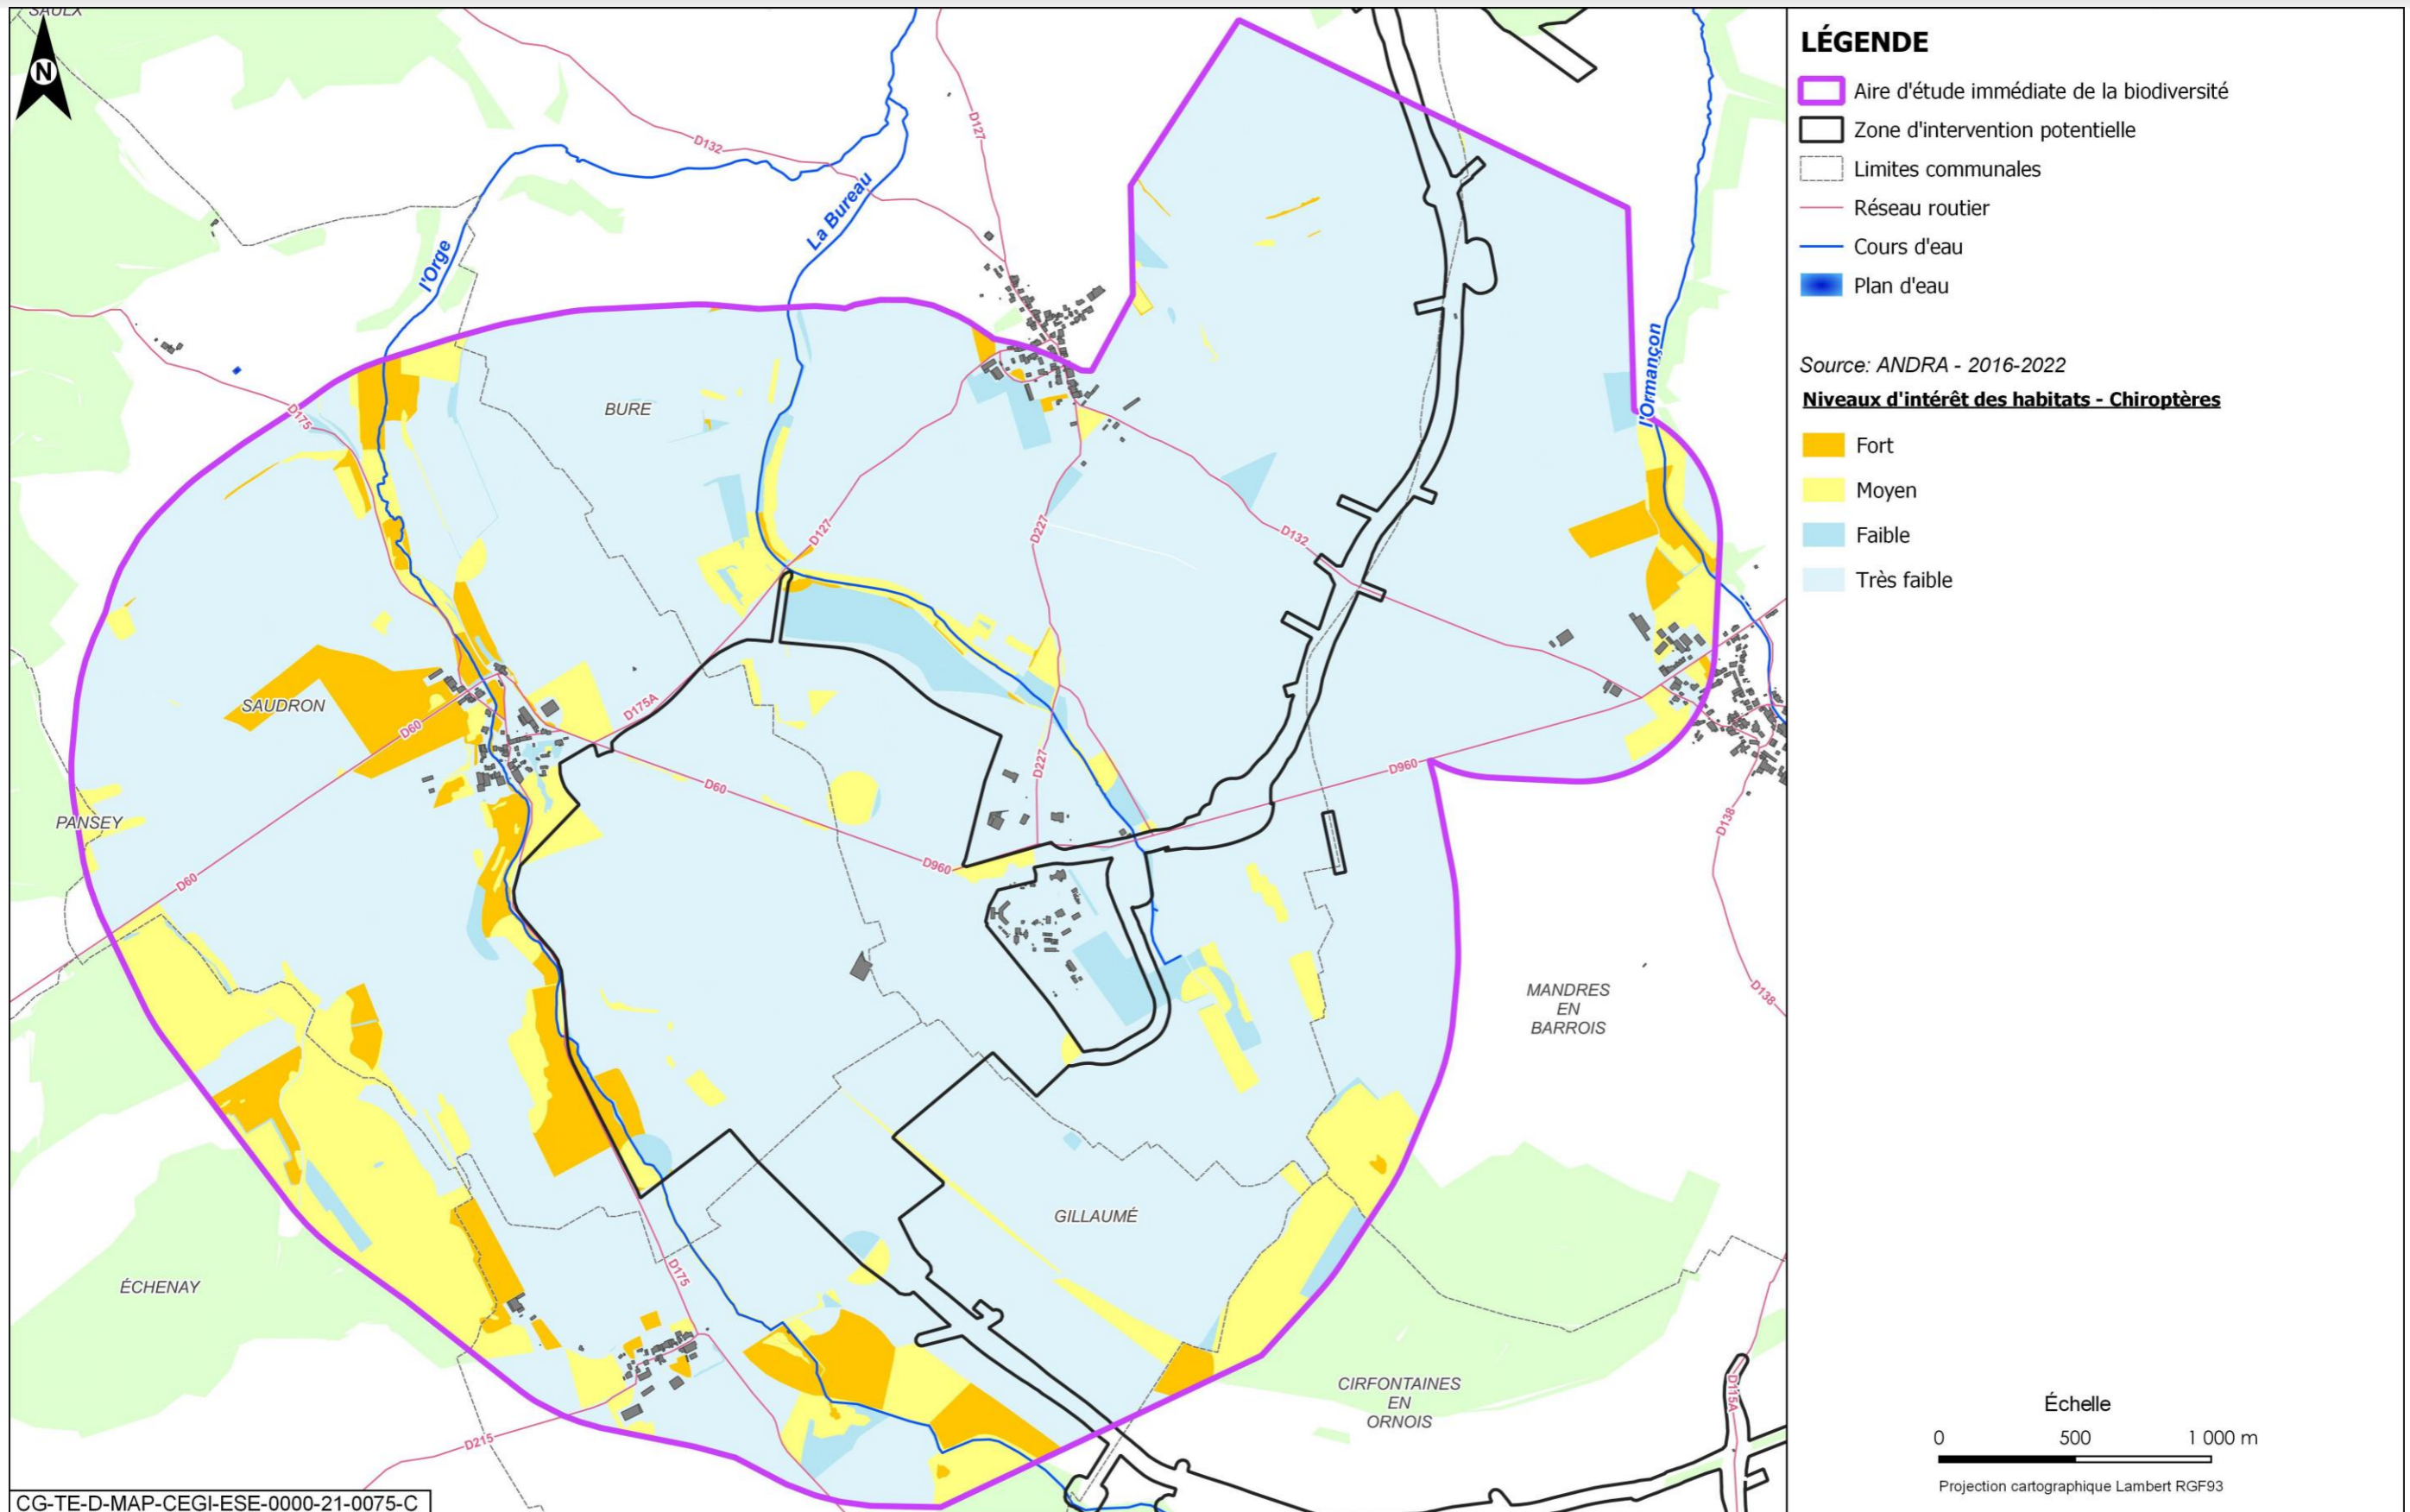 SAULX
N
D132
D127
La Bureau
l'Orge
l'Ormançon
D175
BURE
D127
D227
D132
SAUDRON
D60
D175A
D60
D227
D960
PANSEY
D60
D960
D138
MANDRES
EN
BARROIS
D138
GILLAUMÉ
ÉCHENAY
D175
CIRFONTAINES
EN
ORNOIS
D115A
D215
CG-TE-D-MAP-CEGI-ESE-0000-21-0075-C
LÉGENDE
Aire d'étude immédiate de la biodiversité
Zone d'intervention potentielle
Limites communales
Réseau routier
Cours d'eau
Plan d'eau
Source: ANDRA - 2016-2022
Niveaux d'intérêt des habitats - Chiroptères
Fort
Moyen
Faible
Très faible
Échelle
0 500 1 000 m
Projection cartographique Lambert RGF93